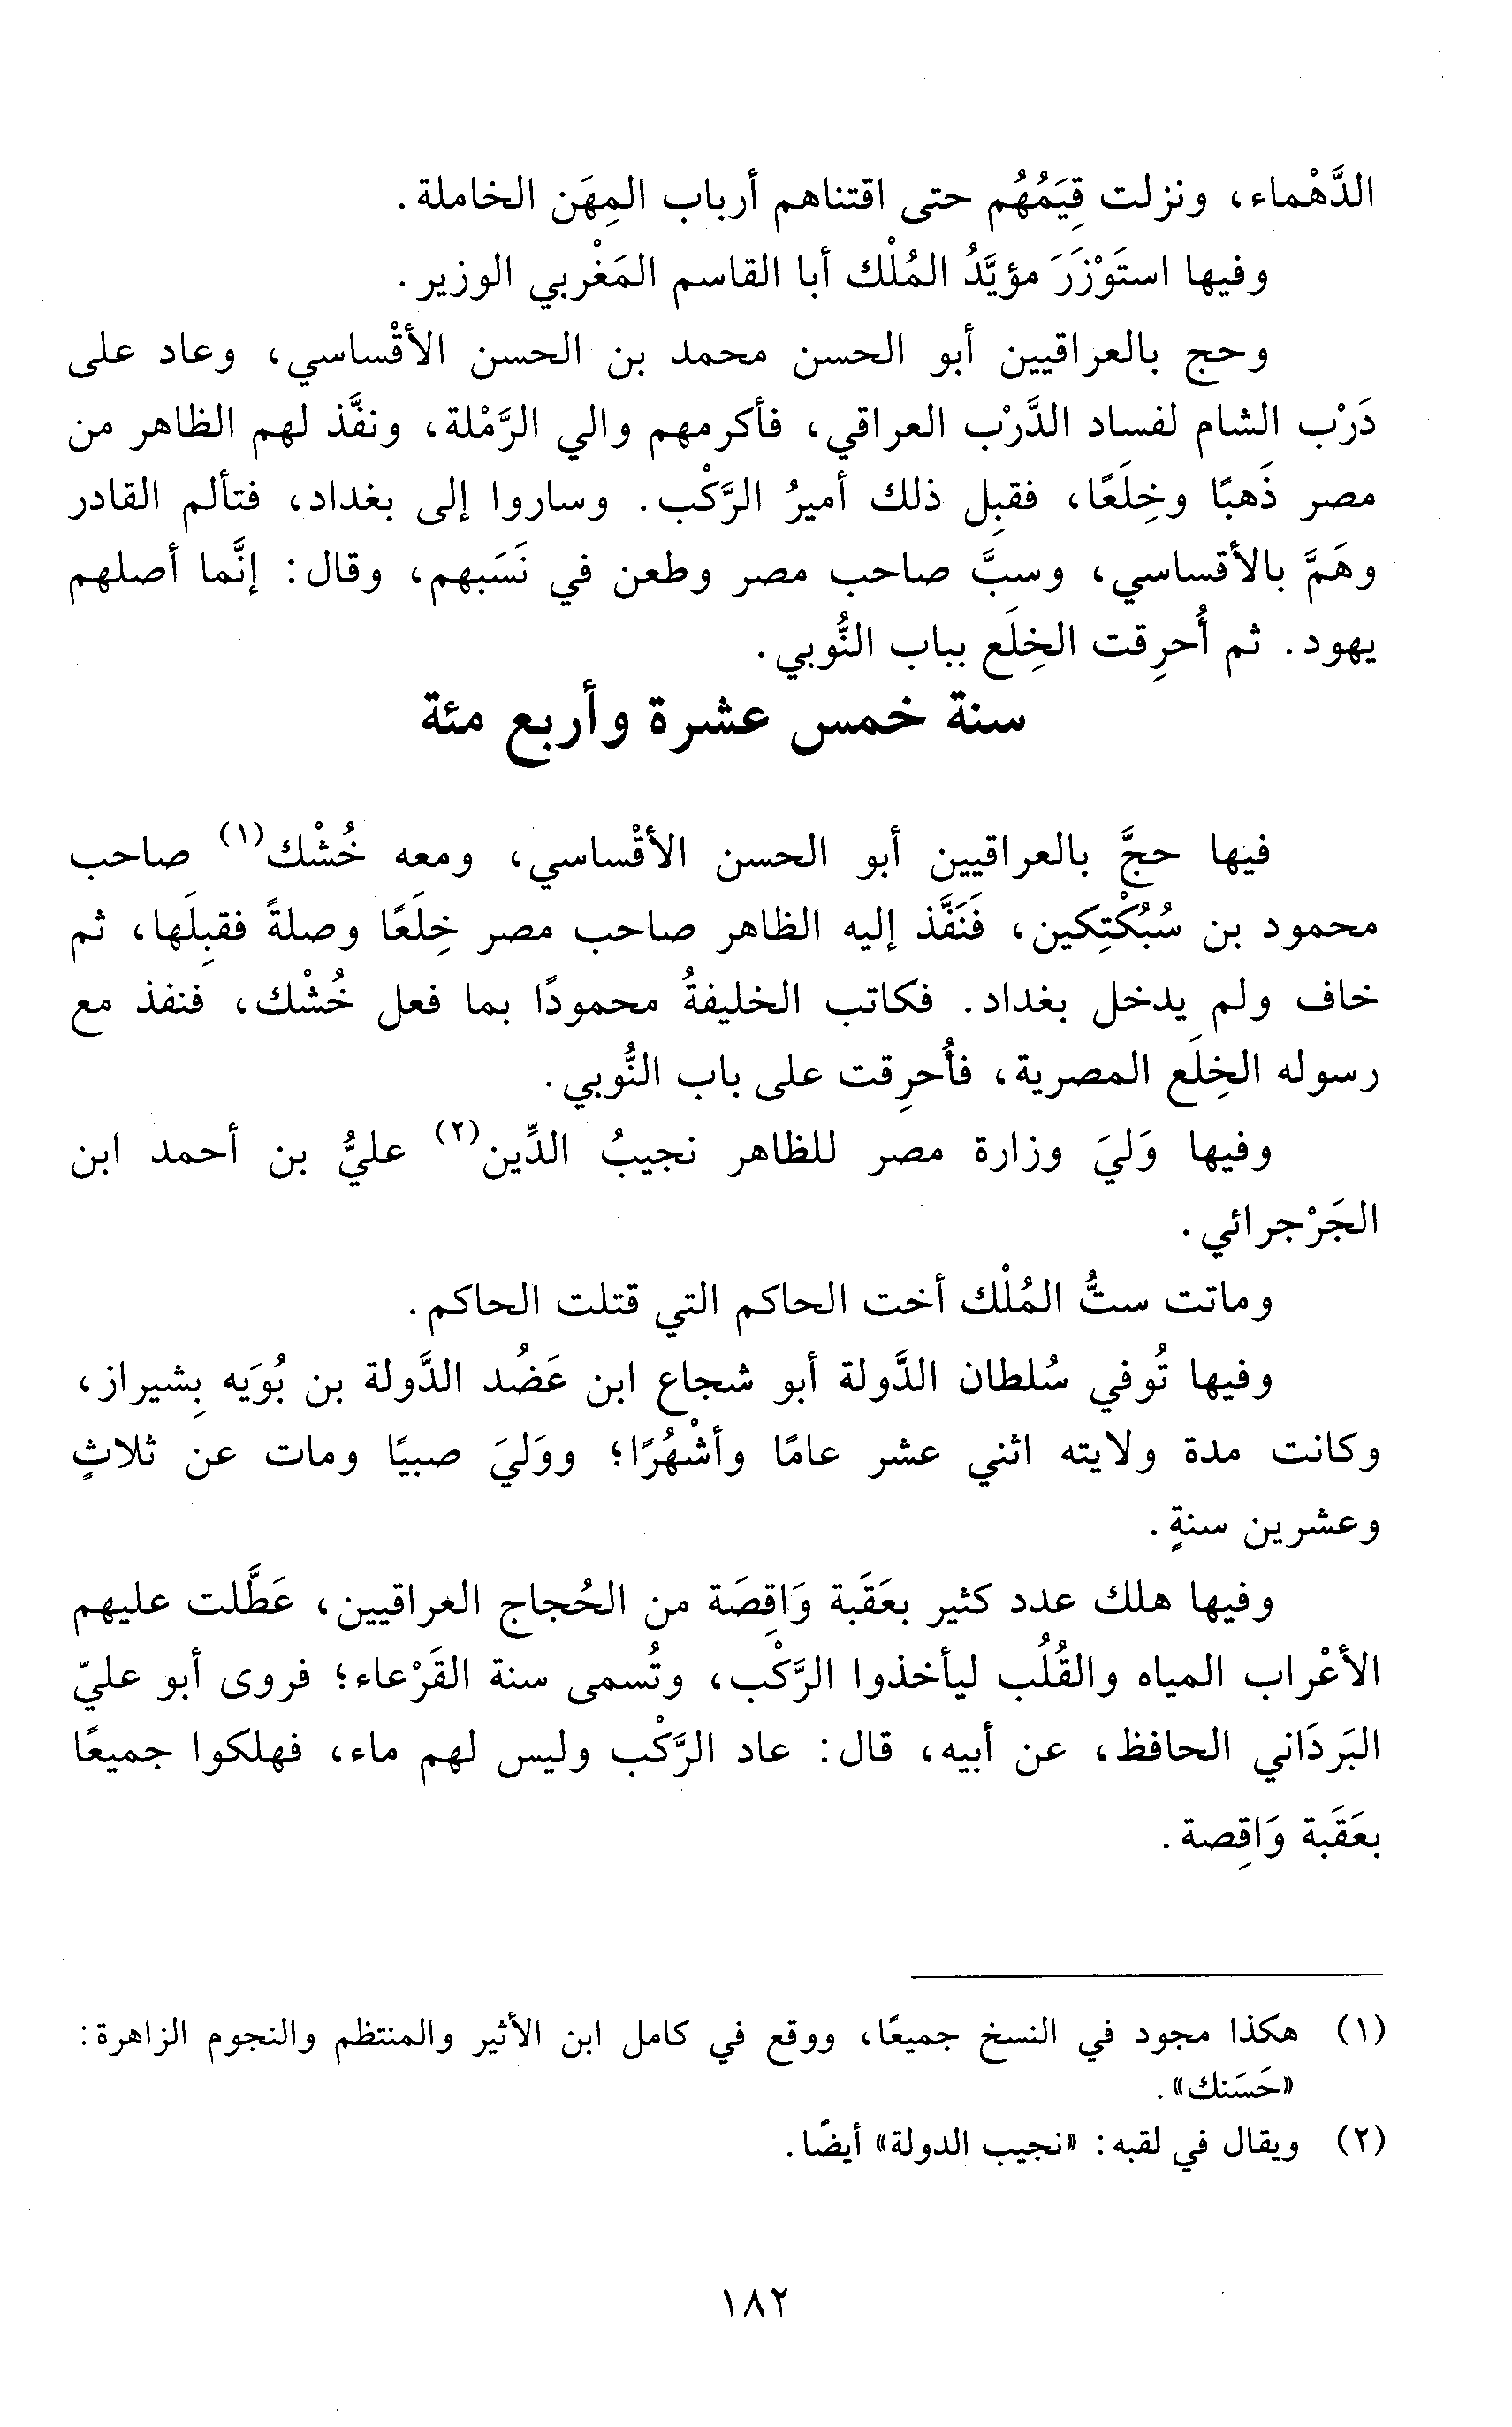 الدَّهْماء، ونزلت قِيَمُهُم حتى اقتناهم أرباب المِهَن الخاملة.
وفيها استَوْزَرَ مؤيَّدُ المُلْك أبا القاسم المَغْربي الوزير.
وحج بالعراقيين أبو الحسن محمد بن الحسن الأقْساسي، وعاد على
دَرْب الشام لفساد الدَّرْب العراقي، فأكرمهم والي الرَّمْلة، ونفَّذ لهم الظاهر من
مصر ذَهبًا وخِلَعًا، فقبِل ذلك أميرُ الرَّكْب. وساروا إلى بغداد، فتألم القادر
وهَمَّ بالأقساسي، وسبَّ صاحب مصر وطعن في نَسَبهم، وقال: إنَّما أصلهم
يهود. ثم أُحرِقت الخِلَع بباب النُّوبي.
سنة خمس عشرة وأربع مئة
فيها حجَّ بالعراقيين أبو الحسن الأقْساسي، ومعه خُشْك(١) صاحب
محمود بن سُبُكْتِكين، فَنَفَّذ إليه الظاهر صاحب مصر خِلَعًا وصلةً فقبِلَها، ثم
خاف ولم يدخل بغداد. فكاتب الخليفةُ محمودًا بما فعل خُشْك، فنفذ مع
رسوله الخِلَع المصرية، فأُحرِقت على باب النُّوبي.
وفيها وَليَ وزارة مصر للظاهر نجيبُ الدِّين(٢) عليُّ بن أحمد ابن
الجَرْجرائي.
وماتت ستُّ المُلْك أخت الحاكم التي قتلت الحاكم.
وفيها تُوفي سُلطان الدَّولة أبو شجاع ابن عَضُد الدَّولة بن بُوَيه بِشيراز،
وكانت مدة ولايته اثني عشر عامًا وأشْهُرًا؛ ووَليَ صبيًا ومات عن ثلاثٍ
وعشرين سنةٍ.
وفيها هلك عدد كثير بعَقَبة وَاقِصَة من الحُجاج العراقيين، عَطَّلت عليهم
الأعْراب المياه والقُلُب ليأخذوا الرَّكْب، وتُسمى سنة القَرْعاء؛ فروى أبو عليّ
البَردَاني الحافظ، عن أبيه، قال: عاد الرَّكْب وليس لهم ماء، فهلكوا جميعًا
بعَقَبة وَاقِصة.
(١) هكذا مجود في النسخ جميعًا، ووقع في كامل ابن الأثير والمنتظم والنجوم الزاهرة:
«حَسَنك».
(٢) ويقال في لقبه: «نجيب الدولة» أيضًا.
١٨٢